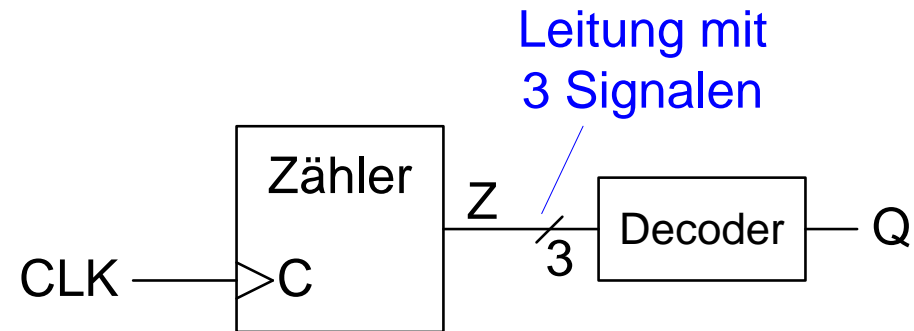 Leitung mit
3 Signalen
Zähler
Z
3
Decoder
Q
CLK
C